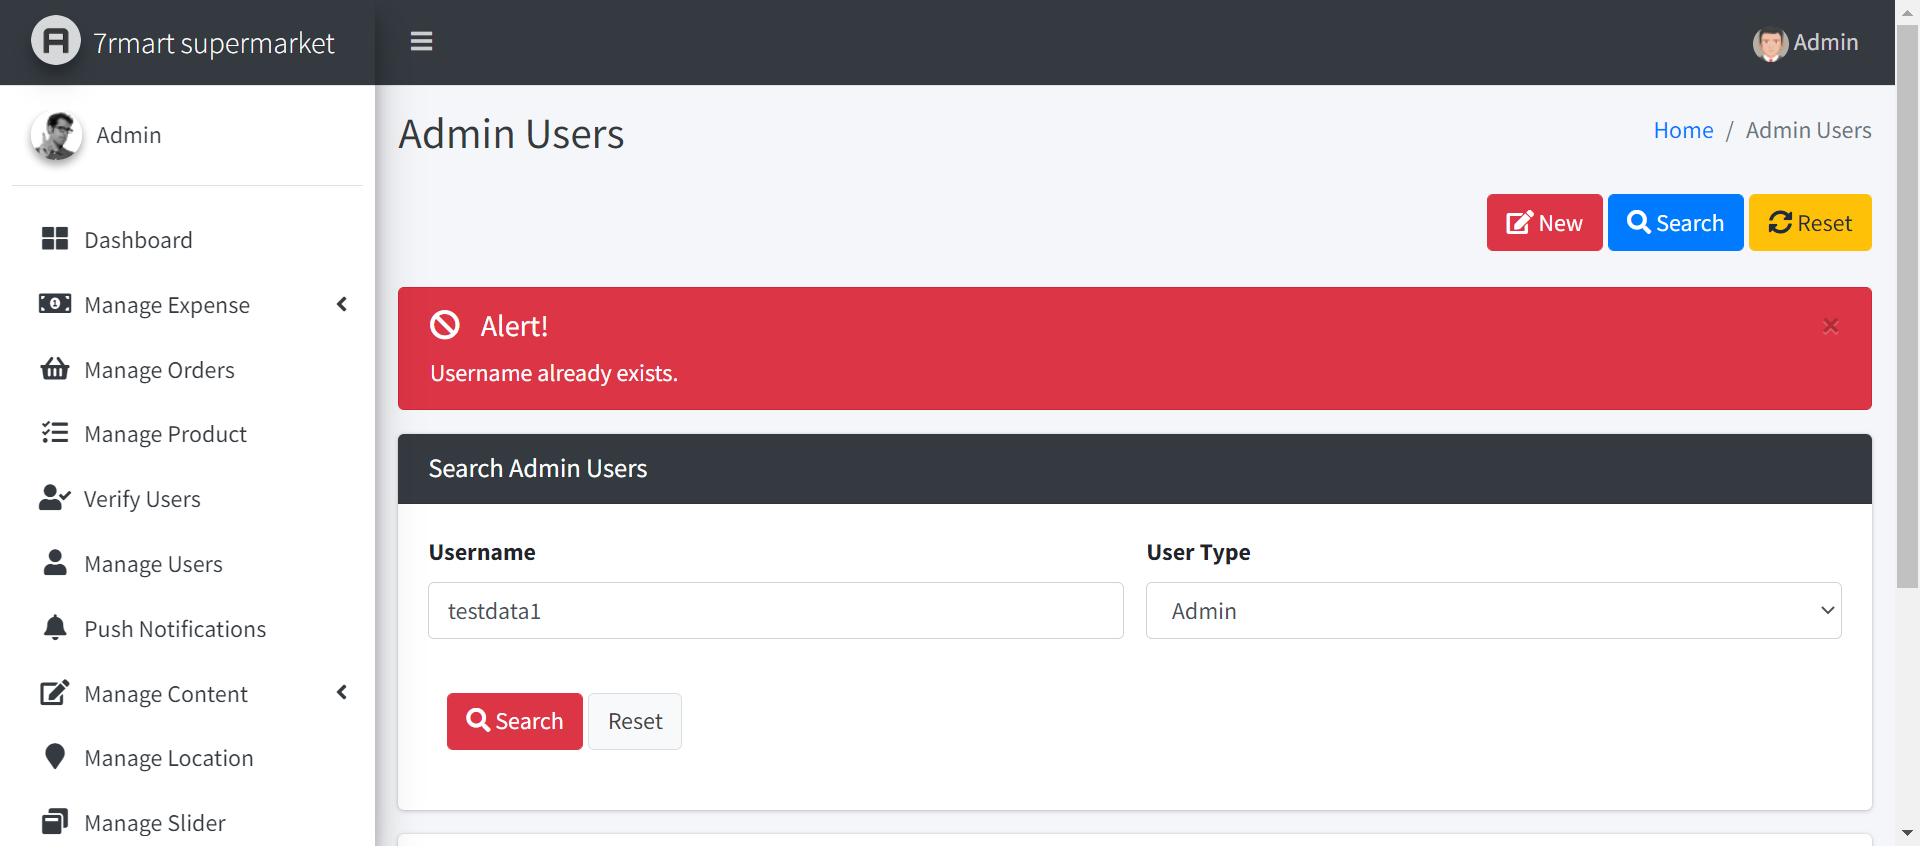 7rmart supermarket
Admin
Admin
Dashboard
Manage Expense
Manage Orders
Manage Product
Verify Users
Manage Users
Push Notifications
Manage Content
Manage Location
Manage Slider
Admin Users
Home / Admin Users
New Search Reset
Alert!
×
Username already exists.
Search Admin Users
Username User Type
testdata1 Admin
Search Reset